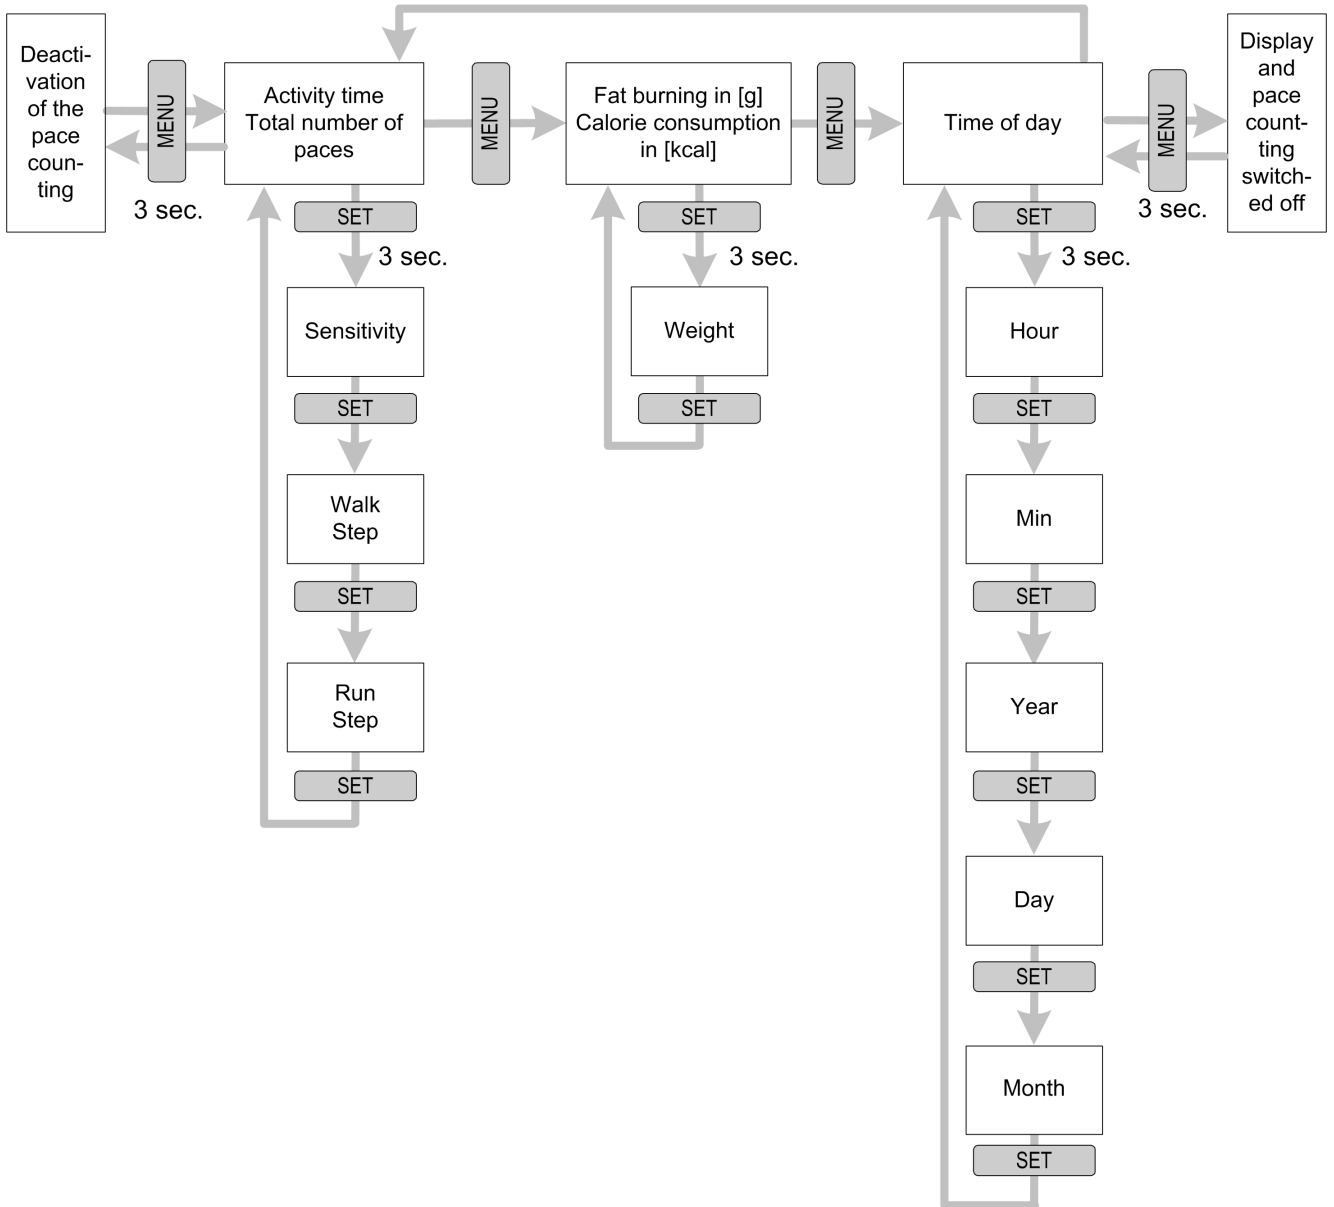 Deacti-
vation
of the
pace
coun-
ting
MENU
3 sec.
Activity time
Total number of
paces
MENU
Fat burning in [g]
Calorie consumption
in [kcal]
MENU
Time of day
MENU
3 sec.
Display
and
pace
count-
ting
switch-
ed off
SET
3 sec.
Sensitivity
SET
Walk
Step
SET
Run
Step
SET
SET
3 sec.
Weight
SET
SET
3 sec.
Hour
SET
Min
SET
Year
SET
Day
SET
Month
SET